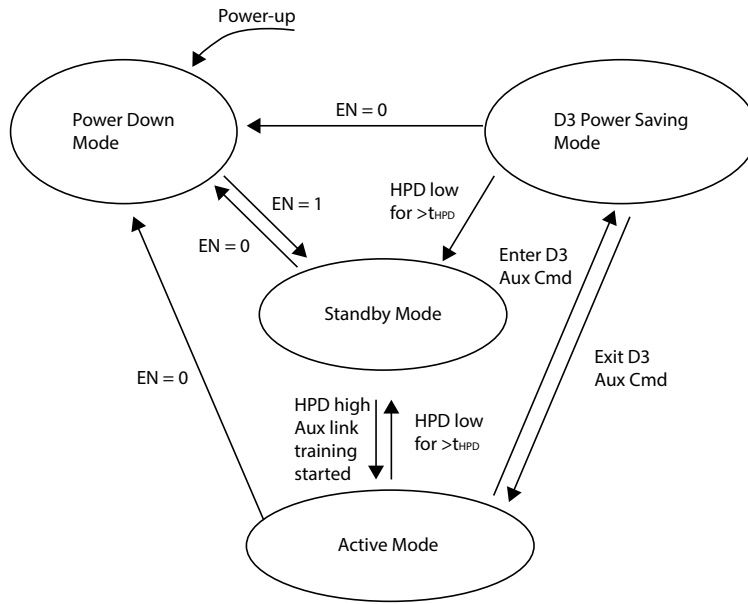 Power-up
Power Down
Mode
EN = 0
D3 Power Saving
Mode
EN = 1
EN = 0
HPD low
for >tHPD
Enter D3
Aux Cmd
Standby Mode
EN = 0
Exit D3
Aux Cmd
HPD high
Aux link
training
started
HPD low
for >tHPD
Active Mode